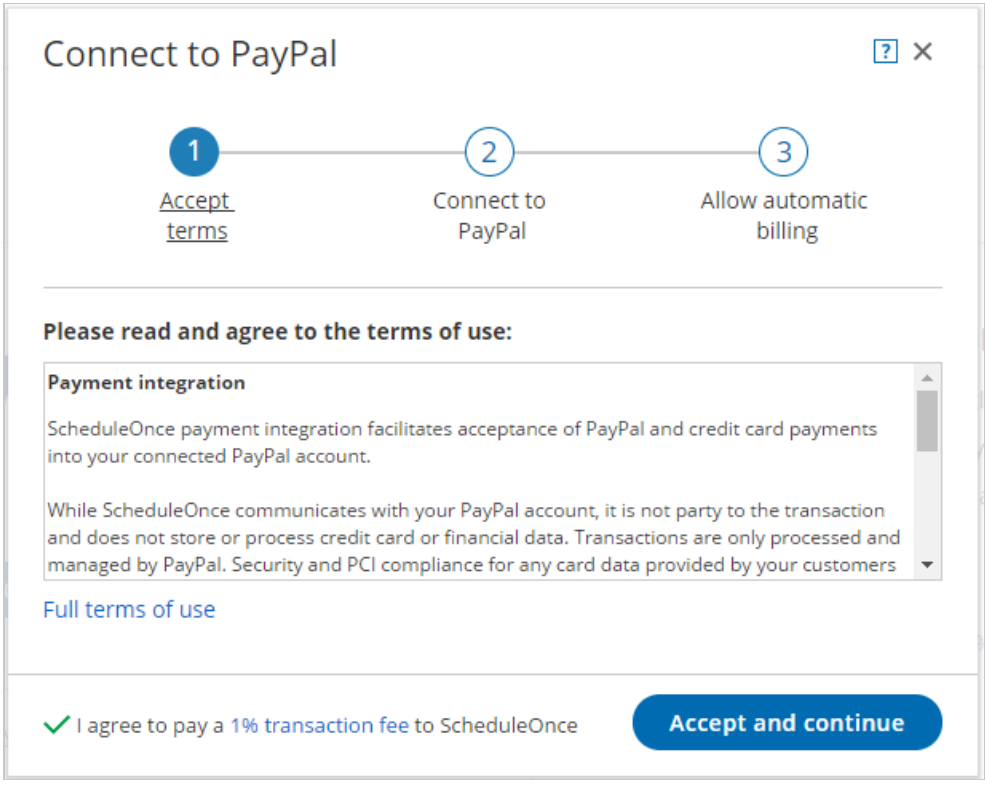 Connect to PayPal
?
1
2
3
Accept
terms
Connect to
PayPal
Allow automatic
billing
Please read and agree to the terms of use:
Payment integration
ScheduleOnce payment integration facilitates acceptance of PayPal and credit card payments
into your connected PayPal account.
While ScheduleOnce communicates with your PayPal account, it is not party to the transaction
and does not store or process credit card or financial data. Transactions are only processed and
managed by PayPal. Security and PCI compliance for any card data provided by your customers
Full terms of use
I agree to pay a 1% transaction fee to ScheduleOnce
Accept and continue